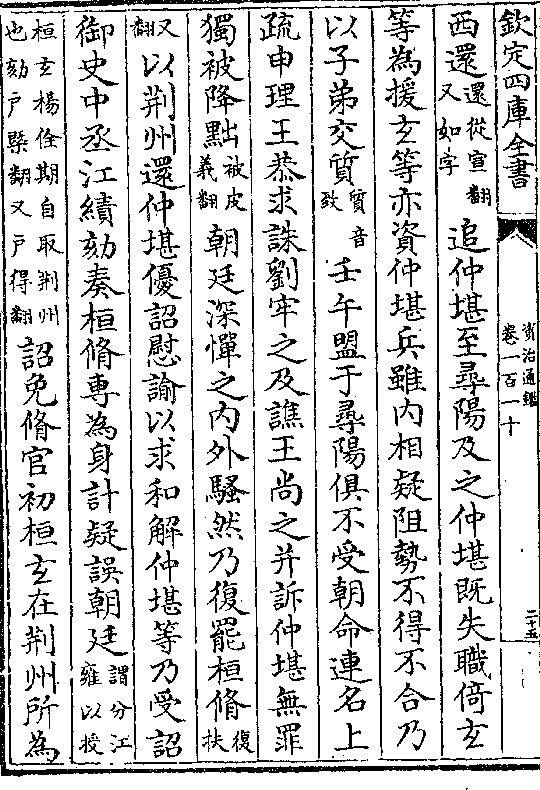 欽定四庫全書
資治通鑑
卷一百一十
二十五
西還還從宣翻又如字追仲堪至尋陽及之仲堪既失職倚玄
等為援玄等亦資仲堪兵雖内相疑阻勢不得不合乃
以子弟交質質音致壬午盟于尋陽俱不受朝命連名上
疏申理王恭求誅劉牢之及譙王尚之并訴仲堪無罪
獨被降黜被皮義翻朝廷深憚之内外騷然乃復罷桓脩復扶
又翻以荆州還仲堪優詔慰諭以求和解仲堪等乃受詔
御史中丞江績劾奏桓脩專為身計疑誤朝廷謂分江雍以授
桓玄楊佺期自取荆州也劾戶槩翻又戶得翻詔免脩官初桓玄在荆州所為